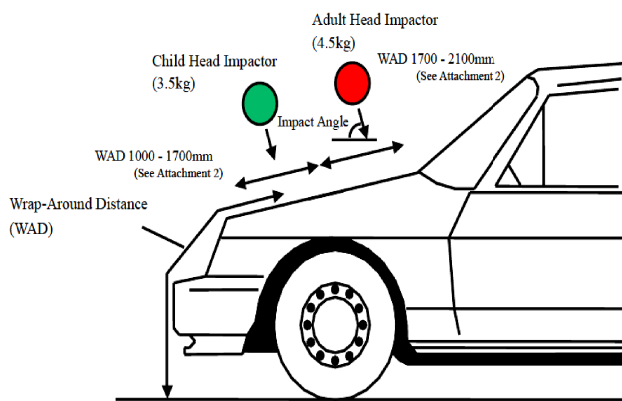 Adult Head Impactor
(4.5kg)
Child Head Impactor
(3.5kg)
WAD 1700 - 2100mm
(See Attachment 2)
Impact Angle
WAD 1000 - 1700mm
(See Attachment 2)
Wrap-Around Distance
(WAD)